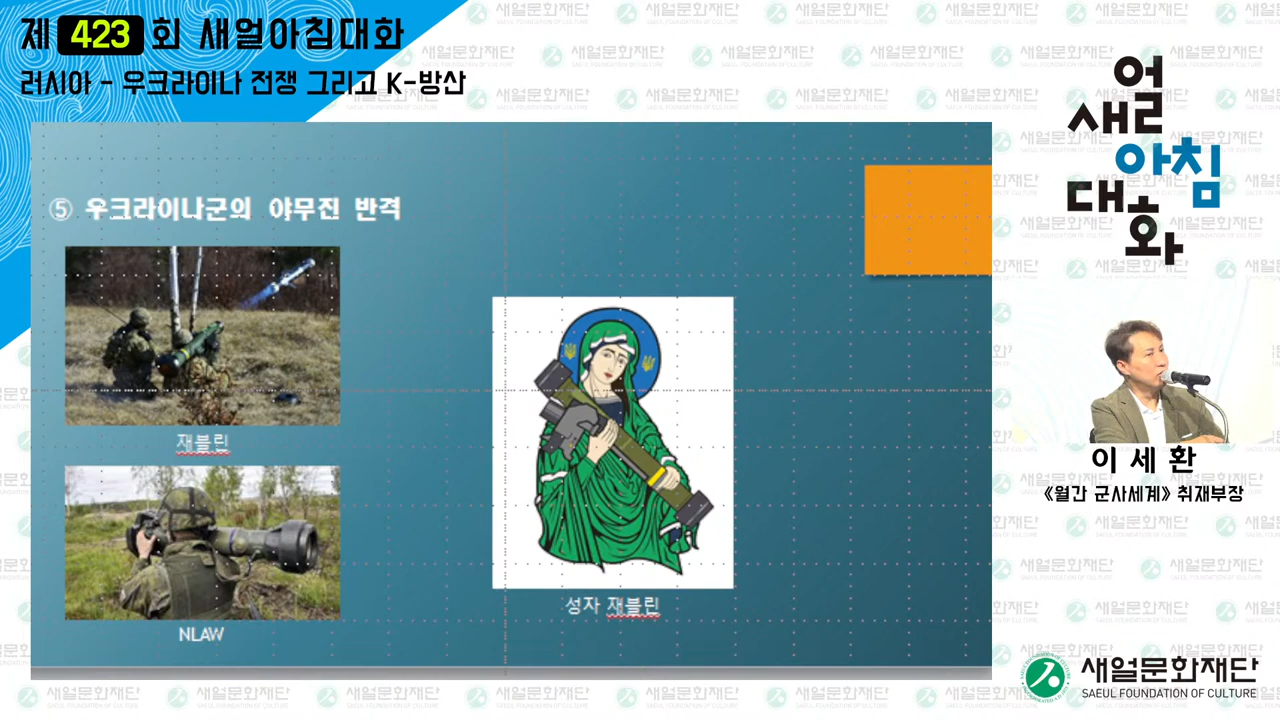 제 423 회 새얼아침대화
러시아 - 우크라이나 전쟁 그리고 K-방산
⑤ 우크라이나군의 야무진 반격
재블린
NLAW
성자 재블린
새얼
아침
대화
이 세 환
《월간 군사세계》 취재부장
새얼문화재단
SAEUL FOUNDATION OF CULTURE